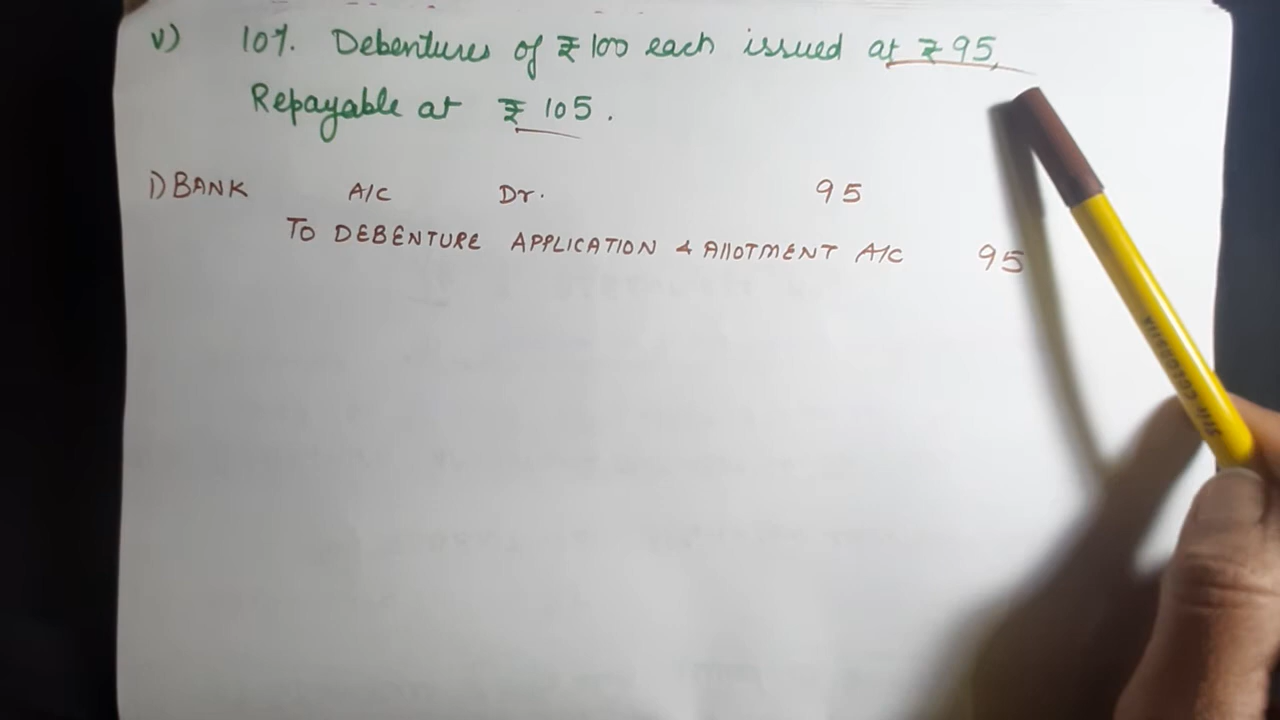 v) 10%. Debentures of ₹100 each issued at ₹95,
Repayable at ₹ 105.
1) BANK A/C Dr. 95
TO DEBENTURE APPLICATION & AllOTMENT A/C 95